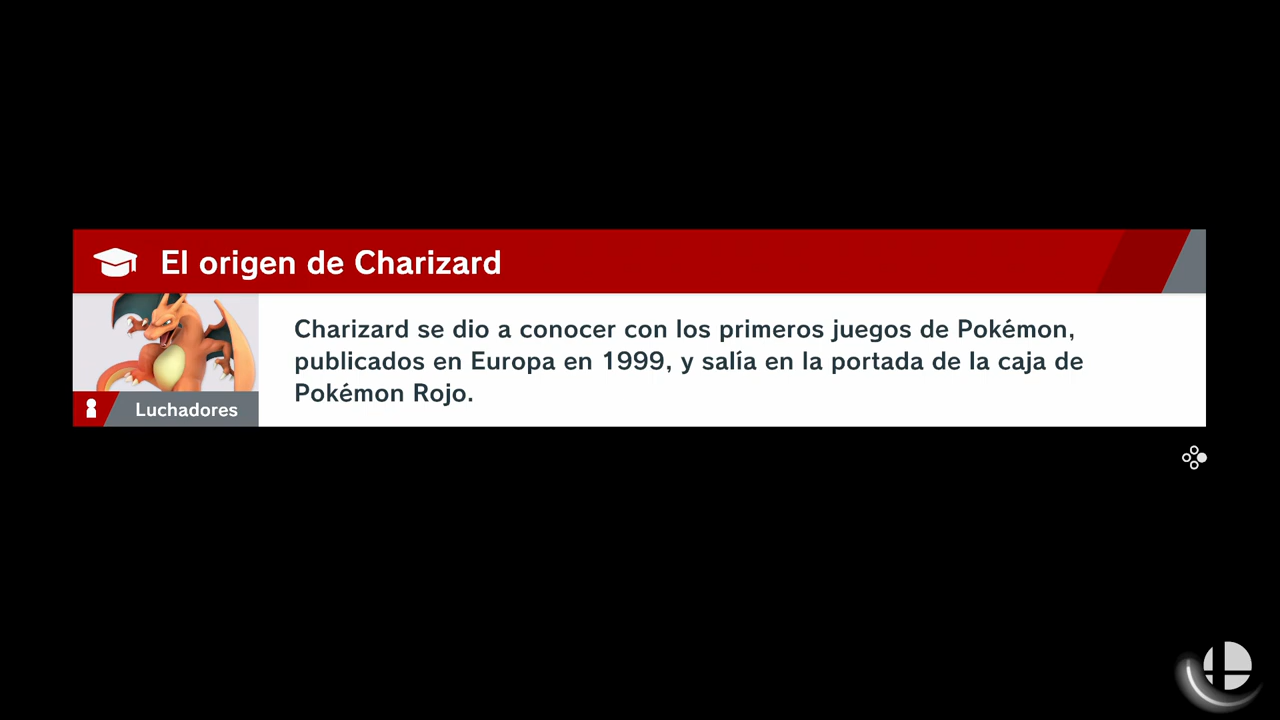 El origen de Charizard
Charizard se dio a conocer con los primeros juegos de Pokémon,
publicados en Europa en 1999, y salía en la portada de la caja de
Pokémon Rojo.
Luchadores